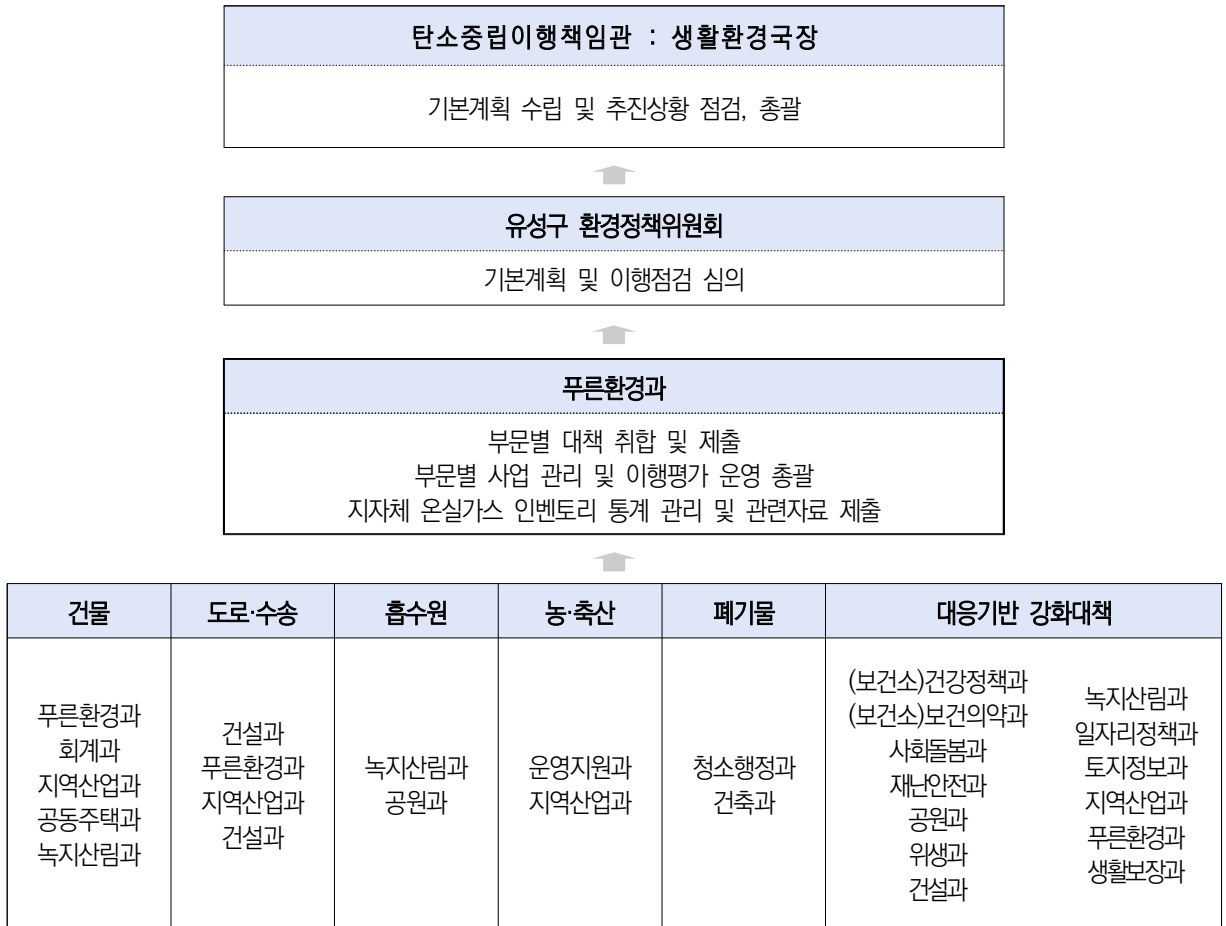 탄소중립이행책임관 : 생활환경국장
기본계획 수립 및 추진상황 점검, 총괄
유성구 환경정책위원회
기본계획 및 이행점검 심의
푸른환경과
부문별 대책 취합 및 제출
부문별 사업 관리 및 이행평가 운영 총괄
지자체 온실가스 인벤토리 통계 관리 및 관련자료 제출
건물
푸른환경과
회계과
지역산업과
공동주택과
녹지산림과
도로·수송
건설과
푸른환경과
지역산업과
건설과
흡수원
녹지산림과
공원과
농·축산
운영지원과
지역산업과
폐기물
청소행정과
건축과
대응기반 강화대책
(보건소)건강정책과
(보건소)보건의약과
사회돌봄과
재난안전과
공원과
위생과
건설과
녹지산림과
일자리정책과
토지정보과
지역산업과
푸른환경과
생활보장과